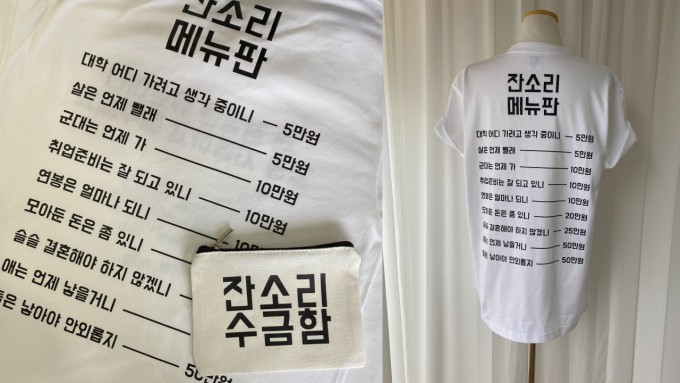 잔소리
메뉴판
대학 어디 가려고 생각 중이니 5만원
살은 언제 뺄래 5만원
군대는 언제 가 10만원
취업준비는 잘 되고 있니 10만원
연봉은 얼마나 되니 10만
모아둔 돈은 좀 있니
슬슬 결혼해야 하지 않겠니
애는 언제 낳을거니
은 낳아야 안외롭지 50만원
잔소리
수금함
잔소리
메뉴판
대학 어디 가려고 생각 중이니 5만원
살은 언제 뺄래 5만원
군대는 언제 가 10만원
취업준비는 잘 되고 있니 10만원
연봉은 얼마나 되니 10만원
모아둔 돈은 좀 있니 20만원
슬슬 결혼해야 하지 않겠니 25만원
애는 언제 낳을거니 50만원
은 낳아야 안외롭지 50만원